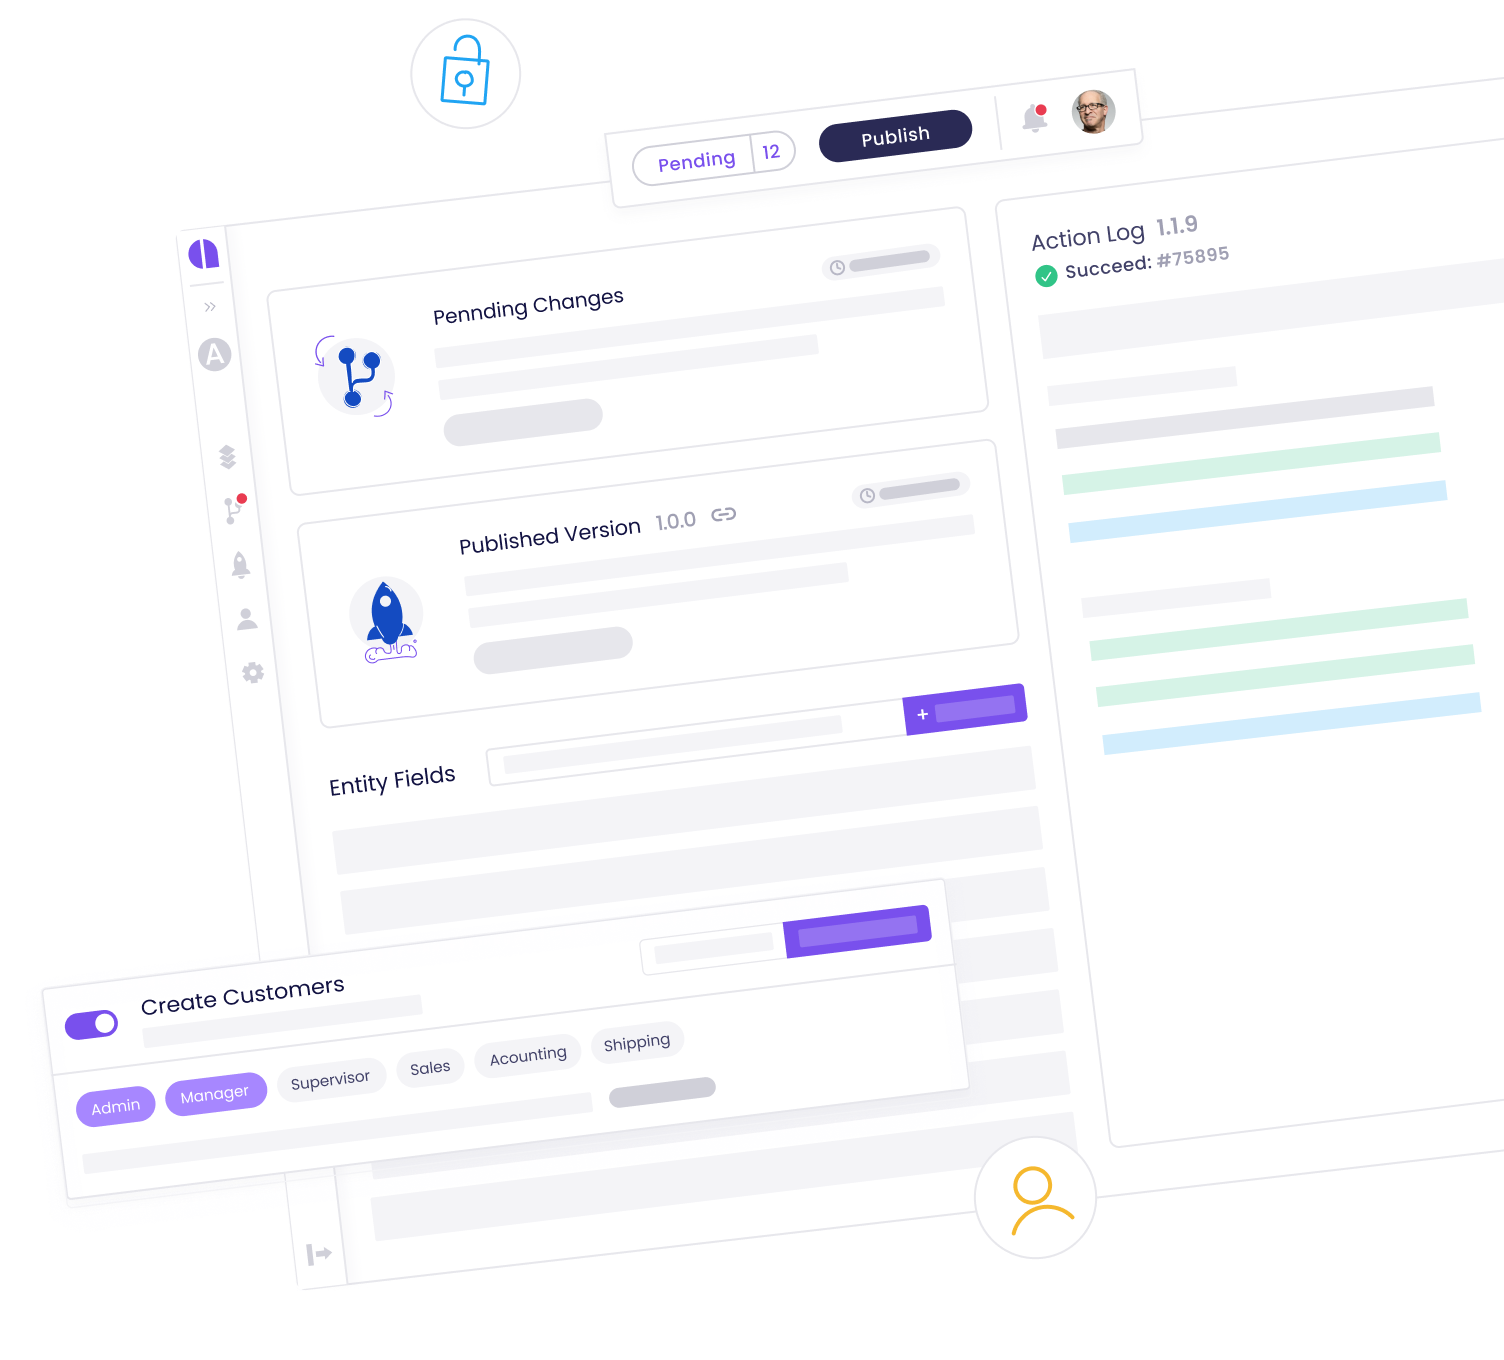 Pending 12
Publish
Action Log 1.1.9
Succeed: #75895
A
Pennding Changes
Published Version 1.0.0
Entity Fields
Create Customers
Admin Manager Supervisor Sales Acounting Shipping